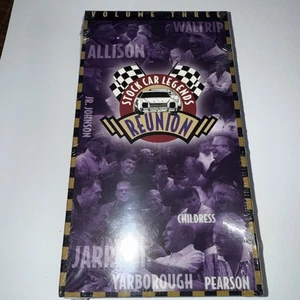 VOLUME THREE
WALTRIP
ALLISON
JR. JOHNSON
STOCK CAR LEGENDS
REUNION
CHILDRESS
JARRETT
YARBOROUGH
PEARSON